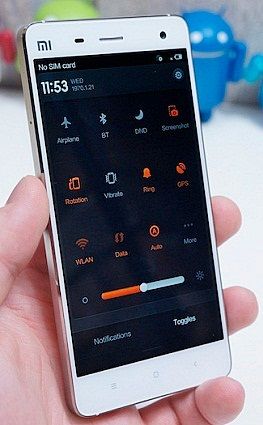 mi
No SIM card
11:53 WED
1970.1.21
Airplane BT DND Screenshot
Rotation Vibrate Ring GPS
WLAN Data Auto More
Notifications Toggles